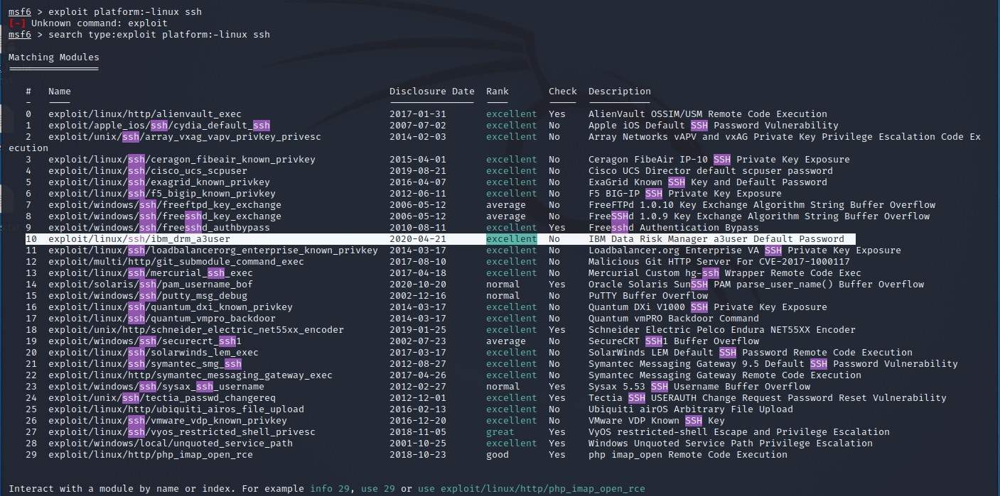 msf6 > exploit platform:-linux ssh
[-] Unknown command: exploit
msf6 > search type:exploit platform:-linux ssh
Matching Modules
================
# Name Disclosure Date Rank Check Description
- ---- --------------- ---- ----- -----------
0 exploit/linux/http/alienvault_exec 2017-01-31 excellent Yes AlienVault OSSIM/USM Remote Code Execution
1 exploit/apple_ios/ssh/cydia_default_ssh 2007-07-02 excellent No Apple iOS Default SSH Password Vulnerability
2 exploit/unix/ssh/array_vxag_vapv_privkey_privesc 2014-02-03 excellent No Array Networks vAPV and vxAG Private Key Privilege Escalation Code Ex
ecution
3 exploit/linux/ssh/ceragon_fibeair_known_privkey 2015-04-01 excellent No Ceragon FibeAir IP-10 SSH Private Key Exposure
4 exploit/linux/ssh/cisco_ucs_scpuser 2019-08-21 excellent No Cisco UCS Director default scpuser password
5 exploit/linux/ssh/exagrid_known_privkey 2016-04-07 excellent No ExaGrid Known SSH Key and Default Password
6 exploit/linux/ssh/f5_bigip_known_privkey 2012-06-11 excellent No F5 BIG-IP SSH Private Key Exposure
7 exploit/windows/ssh/freeftpd_key_exchange 2006-05-12 average No FreeFTPd 1.0.10 Key Exchange Algorithm String Buffer Overflow
8 exploit/windows/ssh/freesshd_key_exchange 2006-05-12 average No FreeSSHd 1.0.9 Key Exchange Algorithm String Buffer Overflow
9 exploit/windows/ssh/freesshd_authbypass 2010-08-11 excellent Yes Freesshd Authentication Bypass
10 exploit/linux/ssh/ibm_drm_a3user 2020-04-21 excellent No IBM Data Risk Manager a3user Default Password
11 exploit/linux/ssh/loadbalancerorg_enterprise_known_privkey 2014-03-17 excellent No Loadbalancer.org Enterprise VA SSH Private Key Exposure
12 exploit/multi/http/git_submodule_command_exec 2017-08-10 excellent No Malicious Git HTTP Server For CVE-2017-1000117
13 exploit/linux/ssh/mercurial_ssh_exec 2017-04-18 excellent No Mercurial Custom hg-ssh Wrapper Remote Code Exec
14 exploit/solaris/ssh/pam_username_bof 2020-10-20 normal Yes Oracle Solaris SunSSH PAM parse_user_name() Buffer Overflow
15 exploit/windows/ssh/putty_msg_debug 2002-12-16 normal No PuTTY Buffer Overflow
16 exploit/linux/ssh/quantum_dxi_known_privkey 2014-03-17 excellent No Quantum DXi V1000 SSH Private Key Exposure
17 exploit/linux/ssh/quantum_vmpro_backdoor 2014-03-17 excellent No Quantum vmPRO Backdoor Command
18 exploit/unix/http/schneider_electric_net55xx_encoder 2019-01-25 excellent Yes Schneider Electric Pelco Endura NET55XX Encoder
19 exploit/windows/ssh/securecrt_ssh1 2002-07-23 average No SecureCRT SSH1 Buffer Overflow
20 exploit/linux/ssh/solarwinds_lem_exec 2017-03-17 excellent No SolarWinds LEM Default SSH Password Remote Code Execution
21 exploit/linux/ssh/symantec_smg_ssh 2012-08-27 excellent No Symantec Messaging Gateway 9.5 Default SSH Password Vulnerability
22 exploit/linux/http/symantec_messaging_gateway_exec 2017-04-26 excellent No Symantec Messaging Gateway Remote Code Execution
23 exploit/windows/ssh/sysax_ssh_username 2012-02-27 normal Yes Sysax 5.53 SSH Username Buffer Overflow
24 exploit/unix/ssh/tectia_passwd_changereq 2012-12-01 excellent Yes Tectia SSH USERAUTH Change Request Password Reset Vulnerability
25 exploit/linux/http/ubiquiti_airos_file_upload 2016-02-13 excellent No Ubiquiti airOS Arbitrary File Upload
26 exploit/linux/ssh/vmware_vdp_known_privkey 2016-12-20 excellent No VMware VDP Known SSH Key
27 exploit/linux/ssh/vyos_restricted_shell_privesc 2018-11-05 great Yes VyOS restricted-shell Escape and Privilege Escalation
28 exploit/windows/local/unquoted_service_path 2001-10-25 excellent Yes Windows Unquoted Service Path Privilege Escalation
29 exploit/linux/http/php_imap_open_rce 2018-10-23 good Yes php imap_open Remote Code Execution
Interact with a module by name or index. For example info 29, use 29 or use exploit/linux/http/php_imap_open_rce